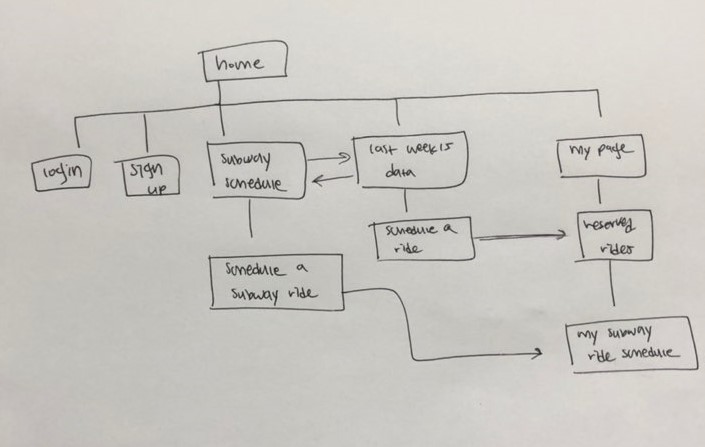 home
login
sign
up
subway
schedule
last week's
data
my page
schedule a
ride
reserved
rides
schedule a
subway ride
my subway
ride schedule